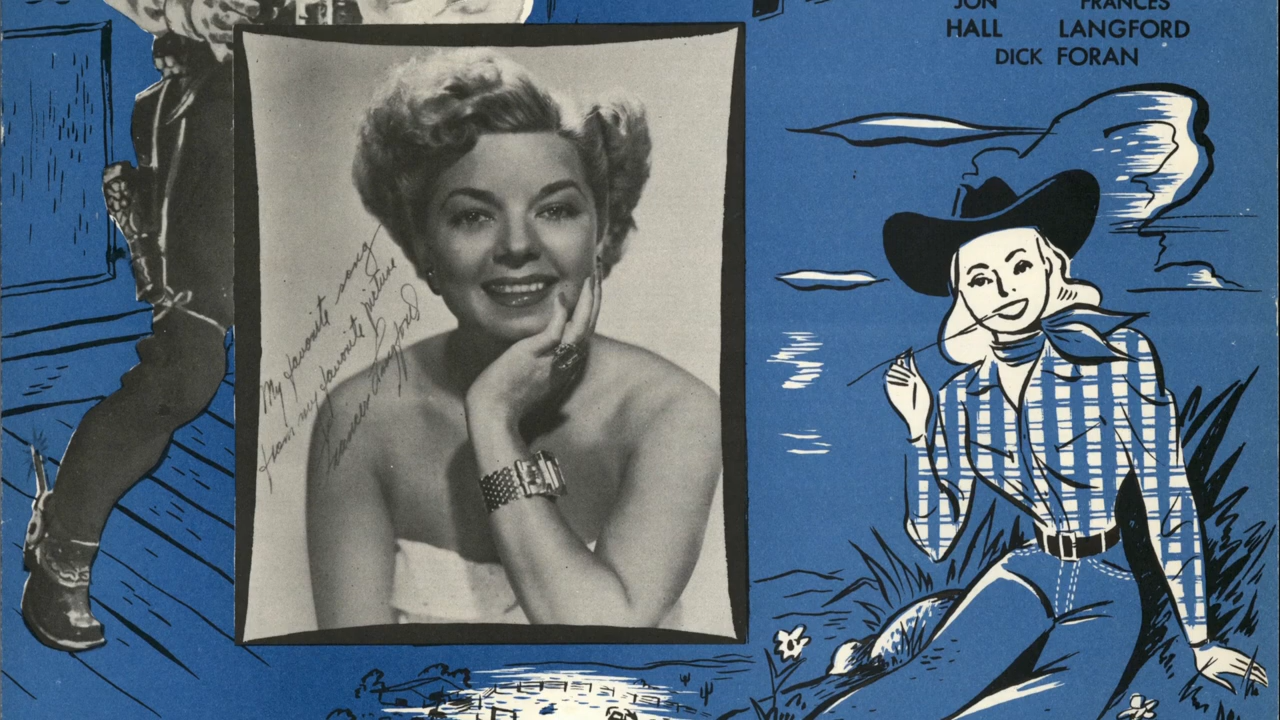 JON FRANCES
HALL LANGFORD
DICK FORAN
My favorite song
from my favorite picture
Frances Langford